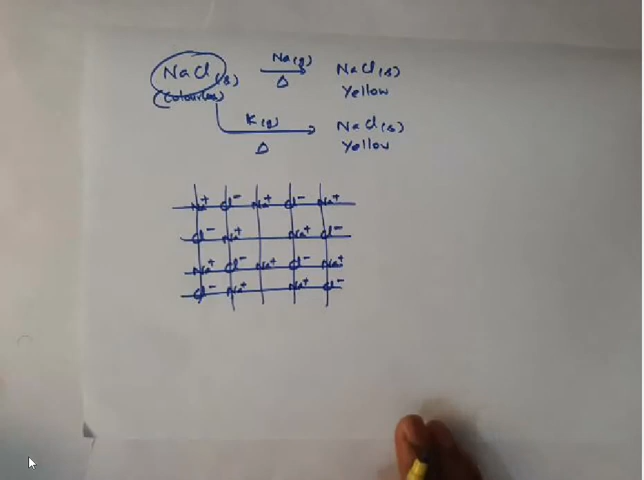 NaCl(s) Na(g) NaCl(s)
(Colourless) Δ Yellow
K(g) NaCl(s)
Δ Yellow
Na⁺ Cl⁻ Na⁺ Cl⁻ Na⁺
Cl⁻ Na⁺ Na⁺ Cl⁻
Na⁺ Cl⁻ Na⁺ Cl⁻ Na⁺
Cl⁻ Na⁺ Na⁺ Cl⁻